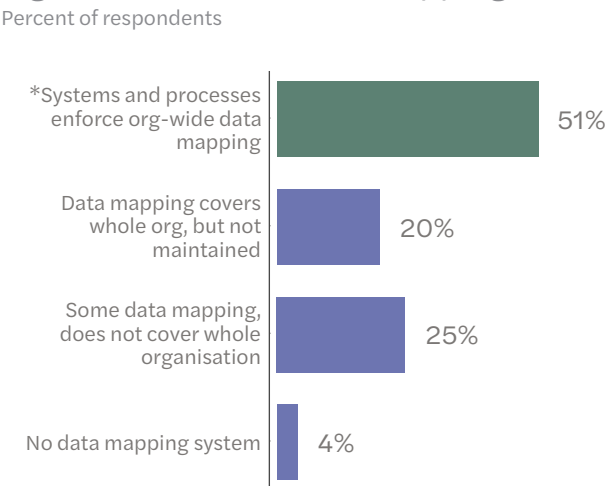 Percent of respondents
*Systems and processes
enforce org-wide data
mapping
51%
Data mapping covers
whole org, but not
maintained
20%
Some data mapping,
does not cover whole
organisation
25%
No data mapping system
4%